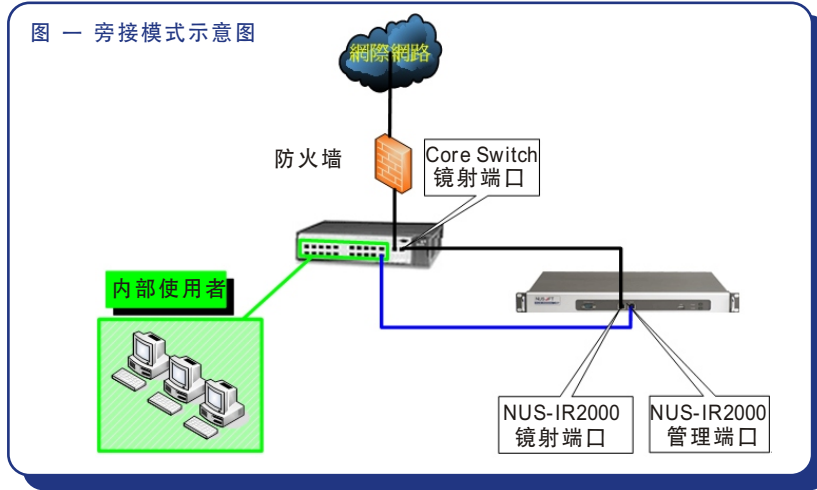 图 一 旁接模式示意图
網際網路
防火墙
Core Switch
镜射端口
内部使用者
NUS-IR2000
镜射端口
NUS-IR2000
管理端口